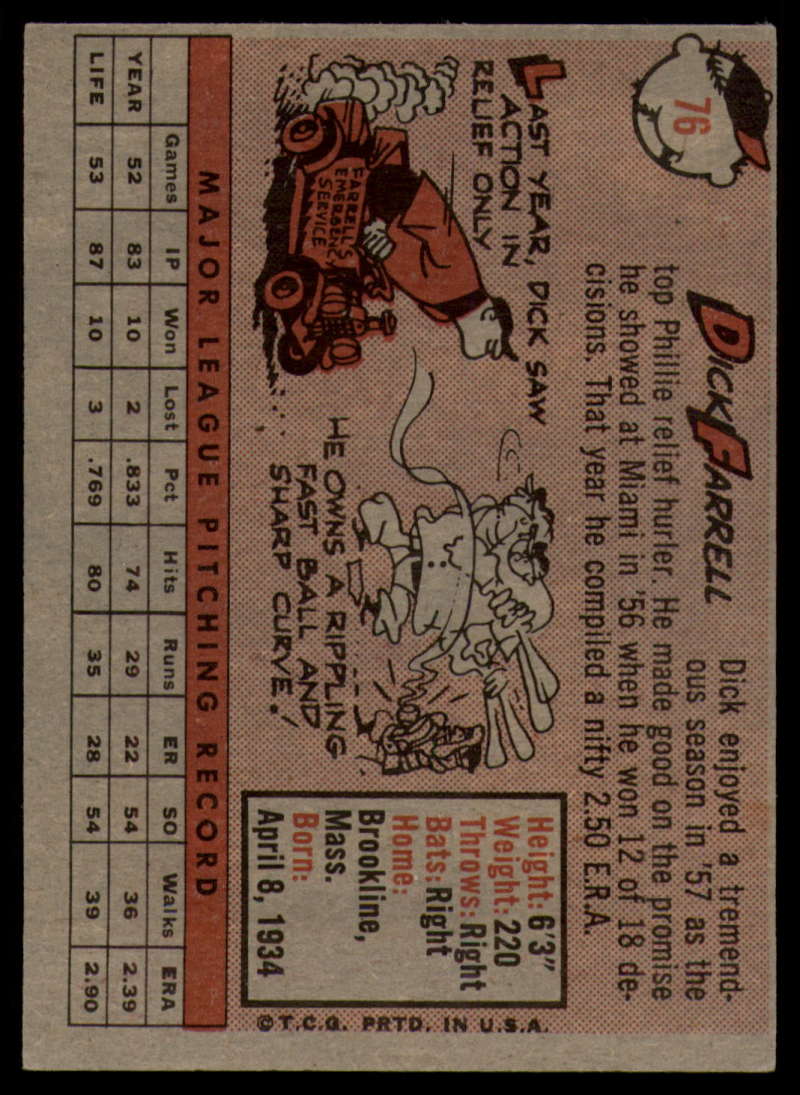 76
DICK FARRELL
Dick enjoyed a tremend-
ous season in '57 as the
top Phillie relief hurler. He made good on the promise
he showed at Miami in '56 when he won 12 of 18 de-
cisions. That year he compiled a nifty 2.50 E.R.A.
LAST YEAR, DICK SAW
ACTION IN
RELIEF ONLY
FARRELL'S
EMERGENCY
SERVICE
HE OWNS A RIPPLING
FAST BALL AND
SHARP CURVE!
Height: 6'3"
Weight: 220
Throws: Right
Bats: Right
Home:
Brookline,
Mass.
Born:
April 8, 1934
©T.C.G. PRTD. IN U.S.A.
MAJOR LEAGUE PITCHING RECORD
Games IP Won Lost Pct Hits Runs ER SO Walks ERA
YEAR 52 83 10 2 .833 74 29 22 54 36 2.39
LIFE 53 87 10 3 .769 80 35 28 54 39 2.90